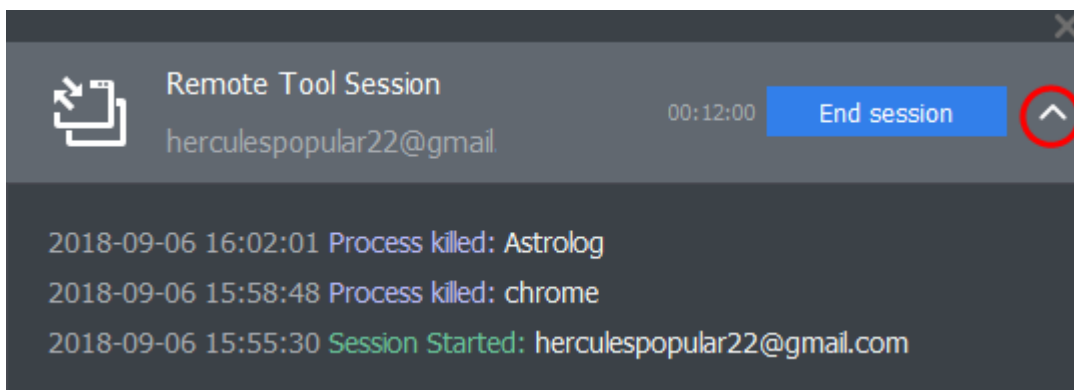 Remote Tool Session
herculespopular22@gmail.
00:12:00
End session
2018-09-06 16:02:01 Process killed: Astrolog
2018-09-06 15:58:48 Process killed: chrome
2018-09-06 15:55:30 Session Started: herculespopular22@gmail.com